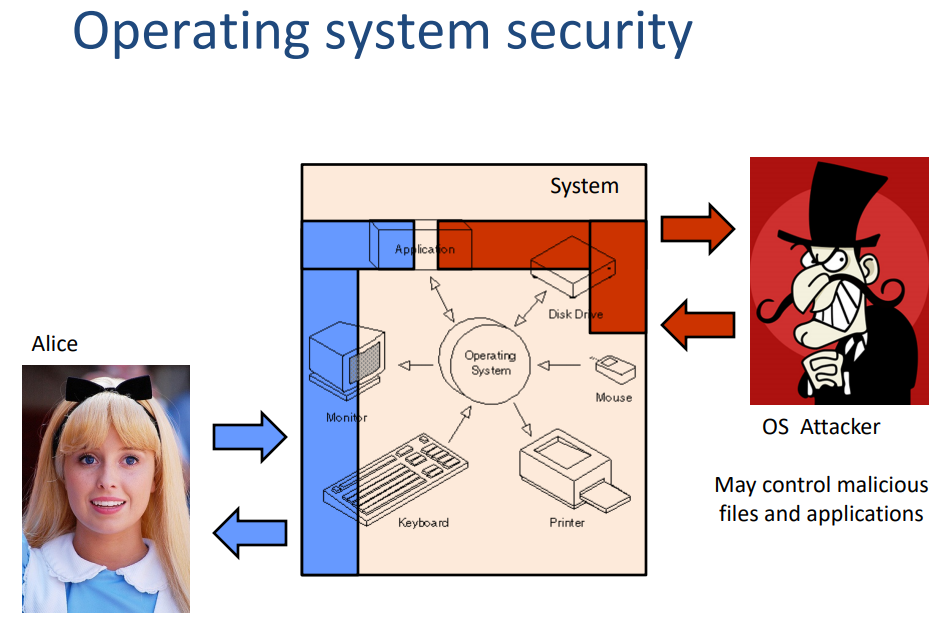 Operating system security
System
Application
Disk Drive
Alice
Operating
System
Mouse
Monitor
OS Attacker
Keyboard
Printer
May control malicious
files and applications